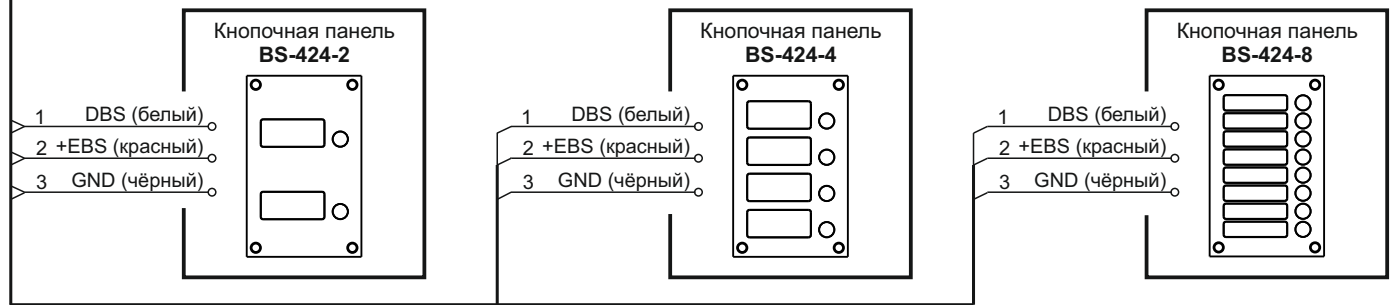 Кнопочная панель
BS-424-2
1 DBS (белый)
2 +EBS (красный)
3 GND (чёрный)
Кнопочная панель
BS-424-4
1 DBS (белый)
2 +EBS (красный)
3 GND (чёрный)
Кнопочная панель
BS-424-8
1 DBS (белый)
2 +EBS (красный)
3 GND (чёрный)